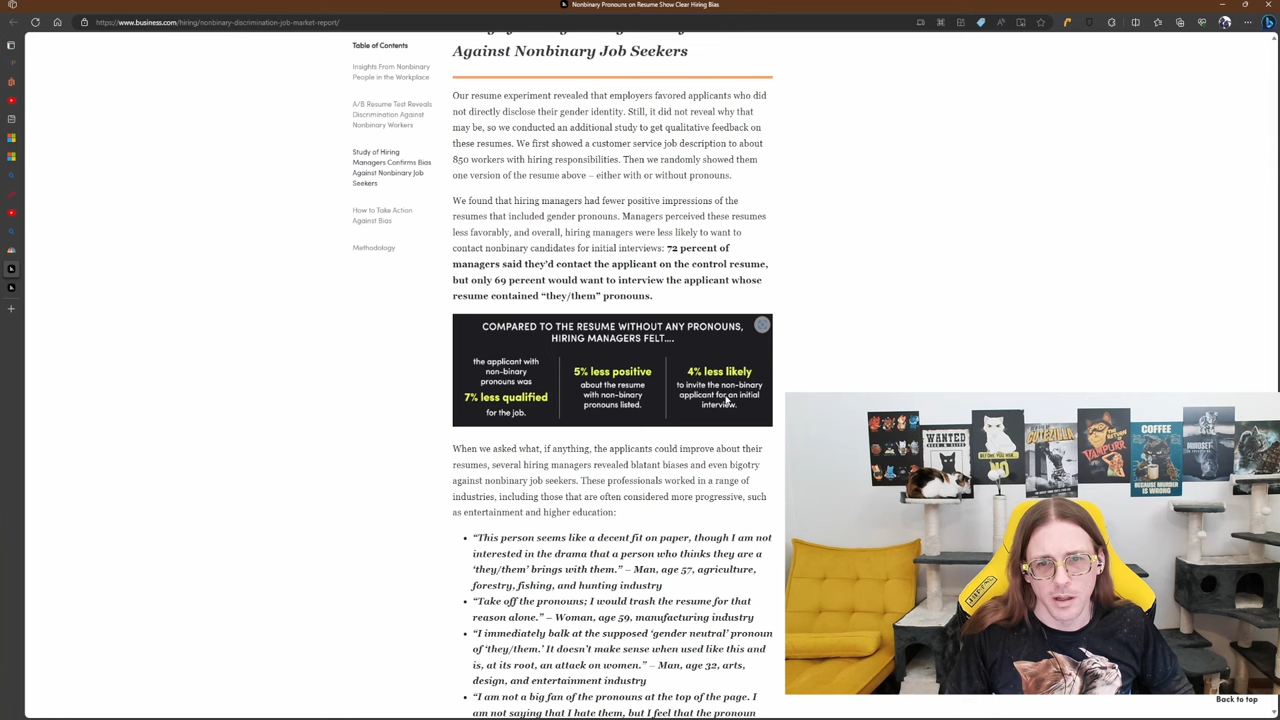 Nonbinary Pronouns on Resume Show Clear Hiring Bias
https://www.business.com/hiring/nonbinary-discrimination-job-market-report/
Table of Contents
Insights From Nonbinary
People in the Workplace
A/B Resume Test Reveals
Discrimination Against
Nonbinary Workers
Study of Hiring
Managers Confirms Bias
Against Nonbinary Job
Seekers
How to Take Action
Against Bias
Methodology
Against Nonbinary Job Seekers
Our resume experiment revealed that employers favored applicants who did
not directly disclose their gender identity. Still, it did not reveal why that
may be, so we conducted an additional study to get qualitative feedback on
these resumes. We first showed a customer service job description to about
850 workers with hiring responsibilities. Then we randomly showed them
one version of the resume above – either with or without pronouns.
We found that hiring managers had fewer positive impressions of the
resumes that included gender pronouns. Managers perceived these resumes
less favorably, and overall, hiring managers were less likely to want to
contact nonbinary candidates for initial interviews: 72 percent of
managers said they’d contact the applicant on the control resume,
but only 69 percent would want to interview the applicant whose
resume contained “they/them” pronouns.
COMPARED TO THE RESUME WITHOUT ANY PRONOUNS,
HIRING MANAGERS FELT....
the applicant with
non-binary
pronouns was
7% less qualified
for the job.
5% less positive
about the resume
with non-binary
pronouns listed.
4% less likely
to invite the non-binary
applicant for an initial
interview.
When we asked what, if anything, the applicants could improve about their
resumes, several hiring managers revealed blatant biases and even bigotry
against nonbinary job seekers. These professionals worked in a range of
industries, including those that are often considered more progressive, such
as entertainment and higher education:
• “This person seems like a decent fit on paper, though I am not
interested in the drama that a person who thinks they are a
‘they/them’ brings with them.” – Man, age 57, agriculture,
forestry, fishing, and hunting industry
• “Take off the pronouns; I would trash the resume for that
reason alone.” – Woman, age 59, manufacturing industry
• “I immediately balk at the supposed ‘gender neutral’ pronoun
of ‘they/them.’ It doesn’t make sense when used like this and
is, at its root, an attack on women.” – Man, age 32, arts,
design, and entertainment industry
• “I am not a big fan of the pronouns at the top of the page. I
am not saying that I hate them, but I feel that the pronoun
WANTED
BEFORE YOU ASK...
NO
CATZILLA
VAMPURR
COFFEE
BECAUSE MURDER
IS WRONG
MINDSET
Back to top